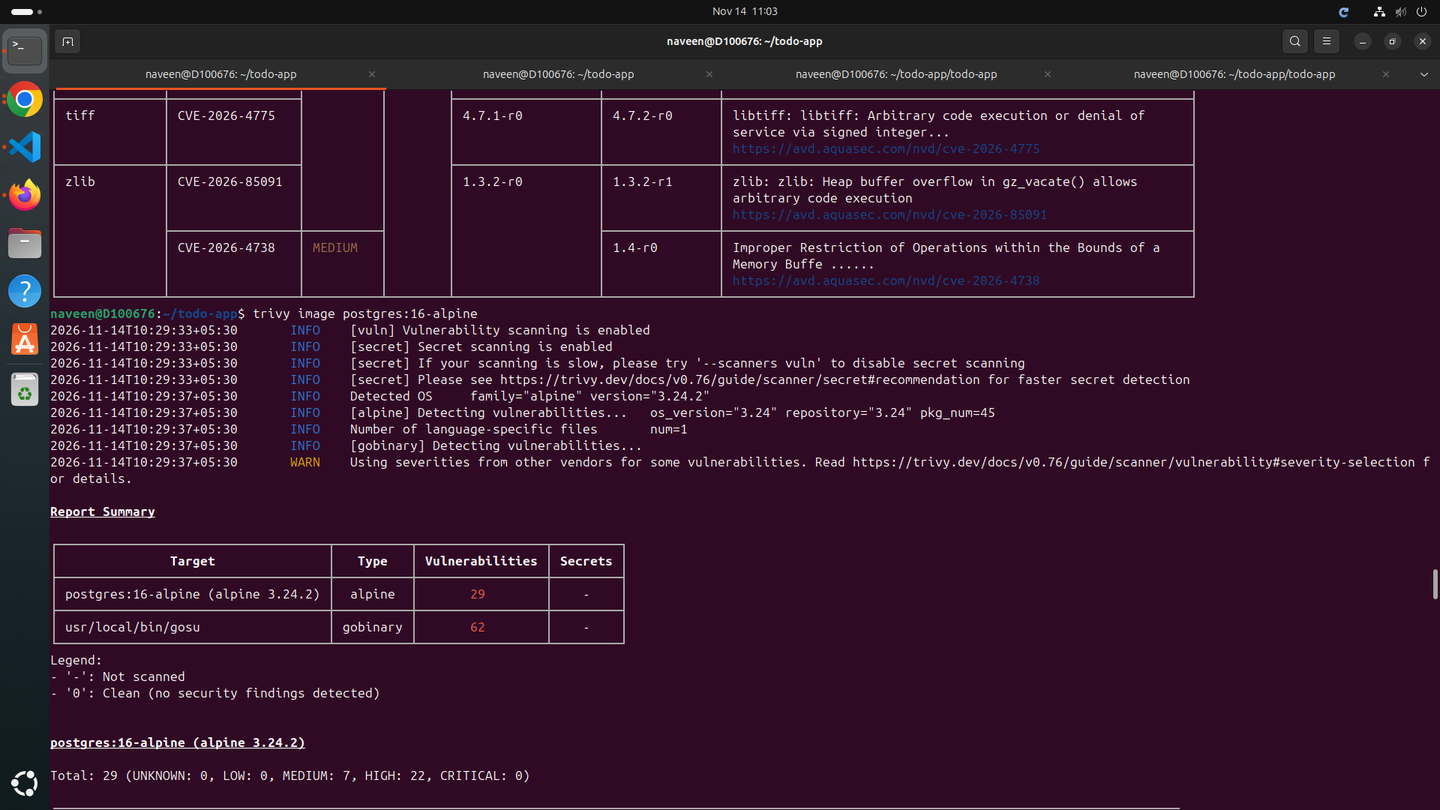 Nov 14 11:03
naveen@D100676: ~/todo-app
naveen@D100676: ~/todo-app
naveen@D100676: ~/todo-app
naveen@D100676: ~/todo-app/todo-app
naveen@D100676: ~/todo-app/todo-app
tiff CVE-2026-4775 4.7.1-r0 4.7.2-r0 libtiff: libtiff: Arbitrary code execution or denial of
service via signed integer...
https://avd.aquasec.com/nvd/cve-2026-4775
zlib CVE-2026-85091 1.3.2-r0 1.3.2-r1 zlib: zlib: Heap buffer overflow in gz_vacate() allows
arbitrary code execution
https://avd.aquasec.com/nvd/cve-2026-85091
CVE-2026-4738 MEDIUM 1.4-r0 Improper Restriction of Operations within the Bounds of a
Memory Buffe ......
https://avd.aquasec.com/nvd/cve-2026-4738
naveen@D100676:~/todo-app$ trivy image postgres:16-alpine
2026-11-14T10:29:33+05:30 INFO [vuln] Vulnerability scanning is enabled
2026-11-14T10:29:33+05:30 INFO [secret] Secret scanning is enabled
2026-11-14T10:29:33+05:30 INFO [secret] If your scanning is slow, please try '--scanners vuln' to disable secret scanning
2026-11-14T10:29:33+05:30 INFO [secret] Please see https://trivy.dev/docs/v0.76/guide/scanner/secret#recommendation for faster secret detection
2026-11-14T10:29:37+05:30 INFO Detected OS family="alpine" version="3.24.2"
2026-11-14T10:29:37+05:30 INFO [alpine] Detecting vulnerabilities... os_version="3.24" repository="3.24" pkg_num=45
2026-11-14T10:29:37+05:30 INFO Number of language-specific files num=1
2026-11-14T10:29:37+05:30 INFO [gobinary] Detecting vulnerabilities...
2026-11-14T10:29:37+05:30 WARN Using severities from other vendors for some vulnerabilities. Read https://trivy.dev/docs/v0.76/guide/scanner/vulnerability#severity-selection f
or details.
Report Summary
Target Type Vulnerabilities Secrets
postgres:16-alpine (alpine 3.24.2) alpine 29 -
usr/local/bin/gosu gobinary 62 -
Legend:
- '-': Not scanned
- '0': Clean (no security findings detected)
postgres:16-alpine (alpine 3.24.2)
Total: 29 (UNKNOWN: 0, LOW: 0, MEDIUM: 7, HIGH: 22, CRITICAL: 0)